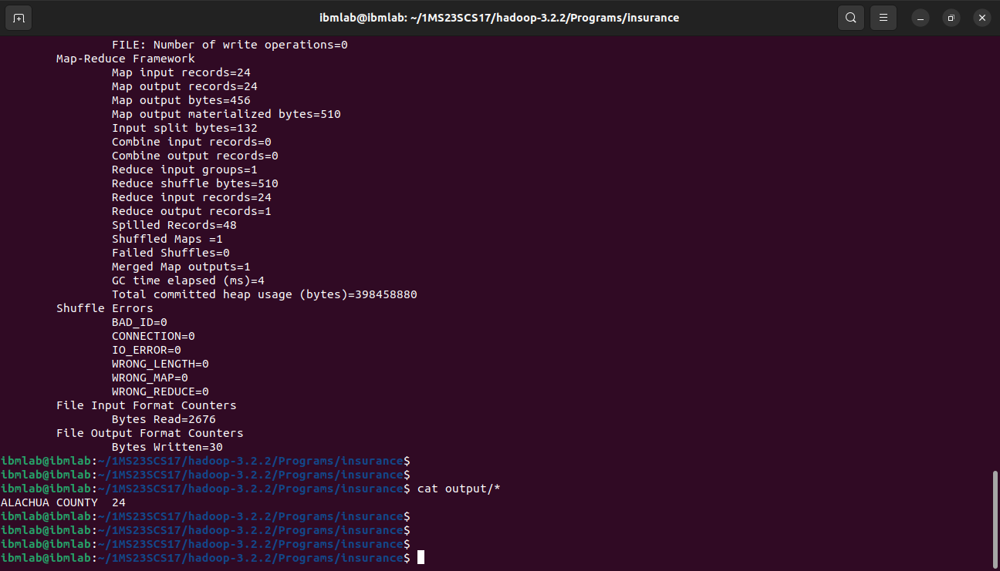 ibmlab@ibmlab: ~/1MS23SCS17/hadoop-3.2.2/Programs/insurance
FILE: Number of write operations=0
Map-Reduce Framework
Map input records=24
Map output records=24
Map output bytes=456
Map output materialized bytes=510
Input split bytes=132
Combine input records=0
Combine output records=0
Reduce input groups=1
Reduce shuffle bytes=510
Reduce input records=24
Reduce output records=1
Spilled Records=48
Shuffled Maps =1
Failed Shuffles=0
Merged Map outputs=1
GC time elapsed (ms)=4
Total committed heap usage (bytes)=398458880
Shuffle Errors
BAD_ID=0
CONNECTION=0
IO_ERROR=0
WRONG_LENGTH=0
WRONG_MAP=0
WRONG_REDUCE=0
File Input Format Counters
Bytes Read=2676
File Output Format Counters
Bytes Written=30
ibmlab@ibmlab:~/1MS23SCS17/hadoop-3.2.2/Programs/insurance$
ibmlab@ibmlab:~/1MS23SCS17/hadoop-3.2.2/Programs/insurance$
ibmlab@ibmlab:~/1MS23SCS17/hadoop-3.2.2/Programs/insurance$ cat output/*
ALACHUA COUNTY  24
ibmlab@ibmlab:~/1MS23SCS17/hadoop-3.2.2/Programs/insurance$
ibmlab@ibmlab:~/1MS23SCS17/hadoop-3.2.2/Programs/insurance$
ibmlab@ibmlab:~/1MS23SCS17/hadoop-3.2.2/Programs/insurance$
ibmlab@ibmlab:~/1MS23SCS17/hadoop-3.2.2/Programs/insurance$